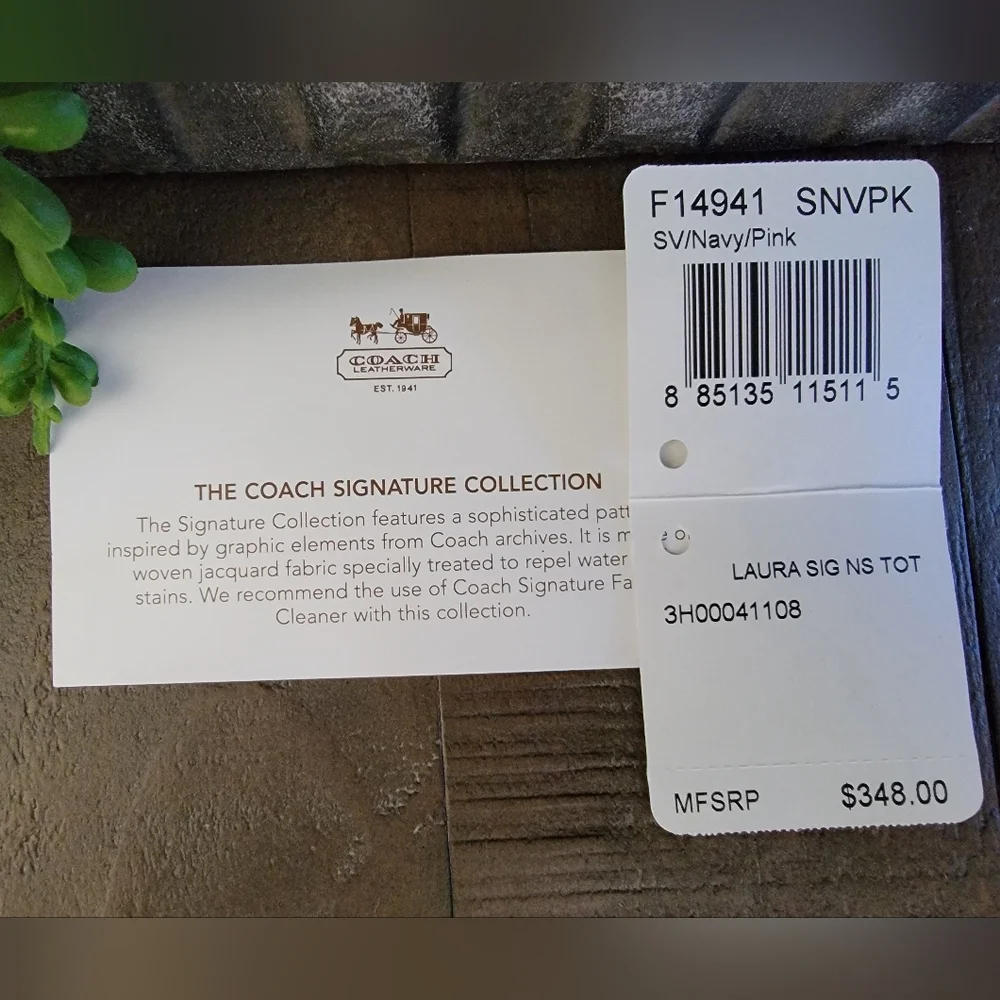 COACH
LEATHERWARE
EST. 1941
THE COACH SIGNATURE COLLECTION
The Signature Collection features a sophisticated
inspired by graphic elements from Coach archives. It is
woven jacquard fabric specially treated to repel water
stains. We recommend the use of Coach Signature
Cleaner with this collection.
F14941 SNVPK
SV/Navy/Pink
8 85135 11511 5
LAURA SIG NS TOT
3H00041108
MFSRP $348.00